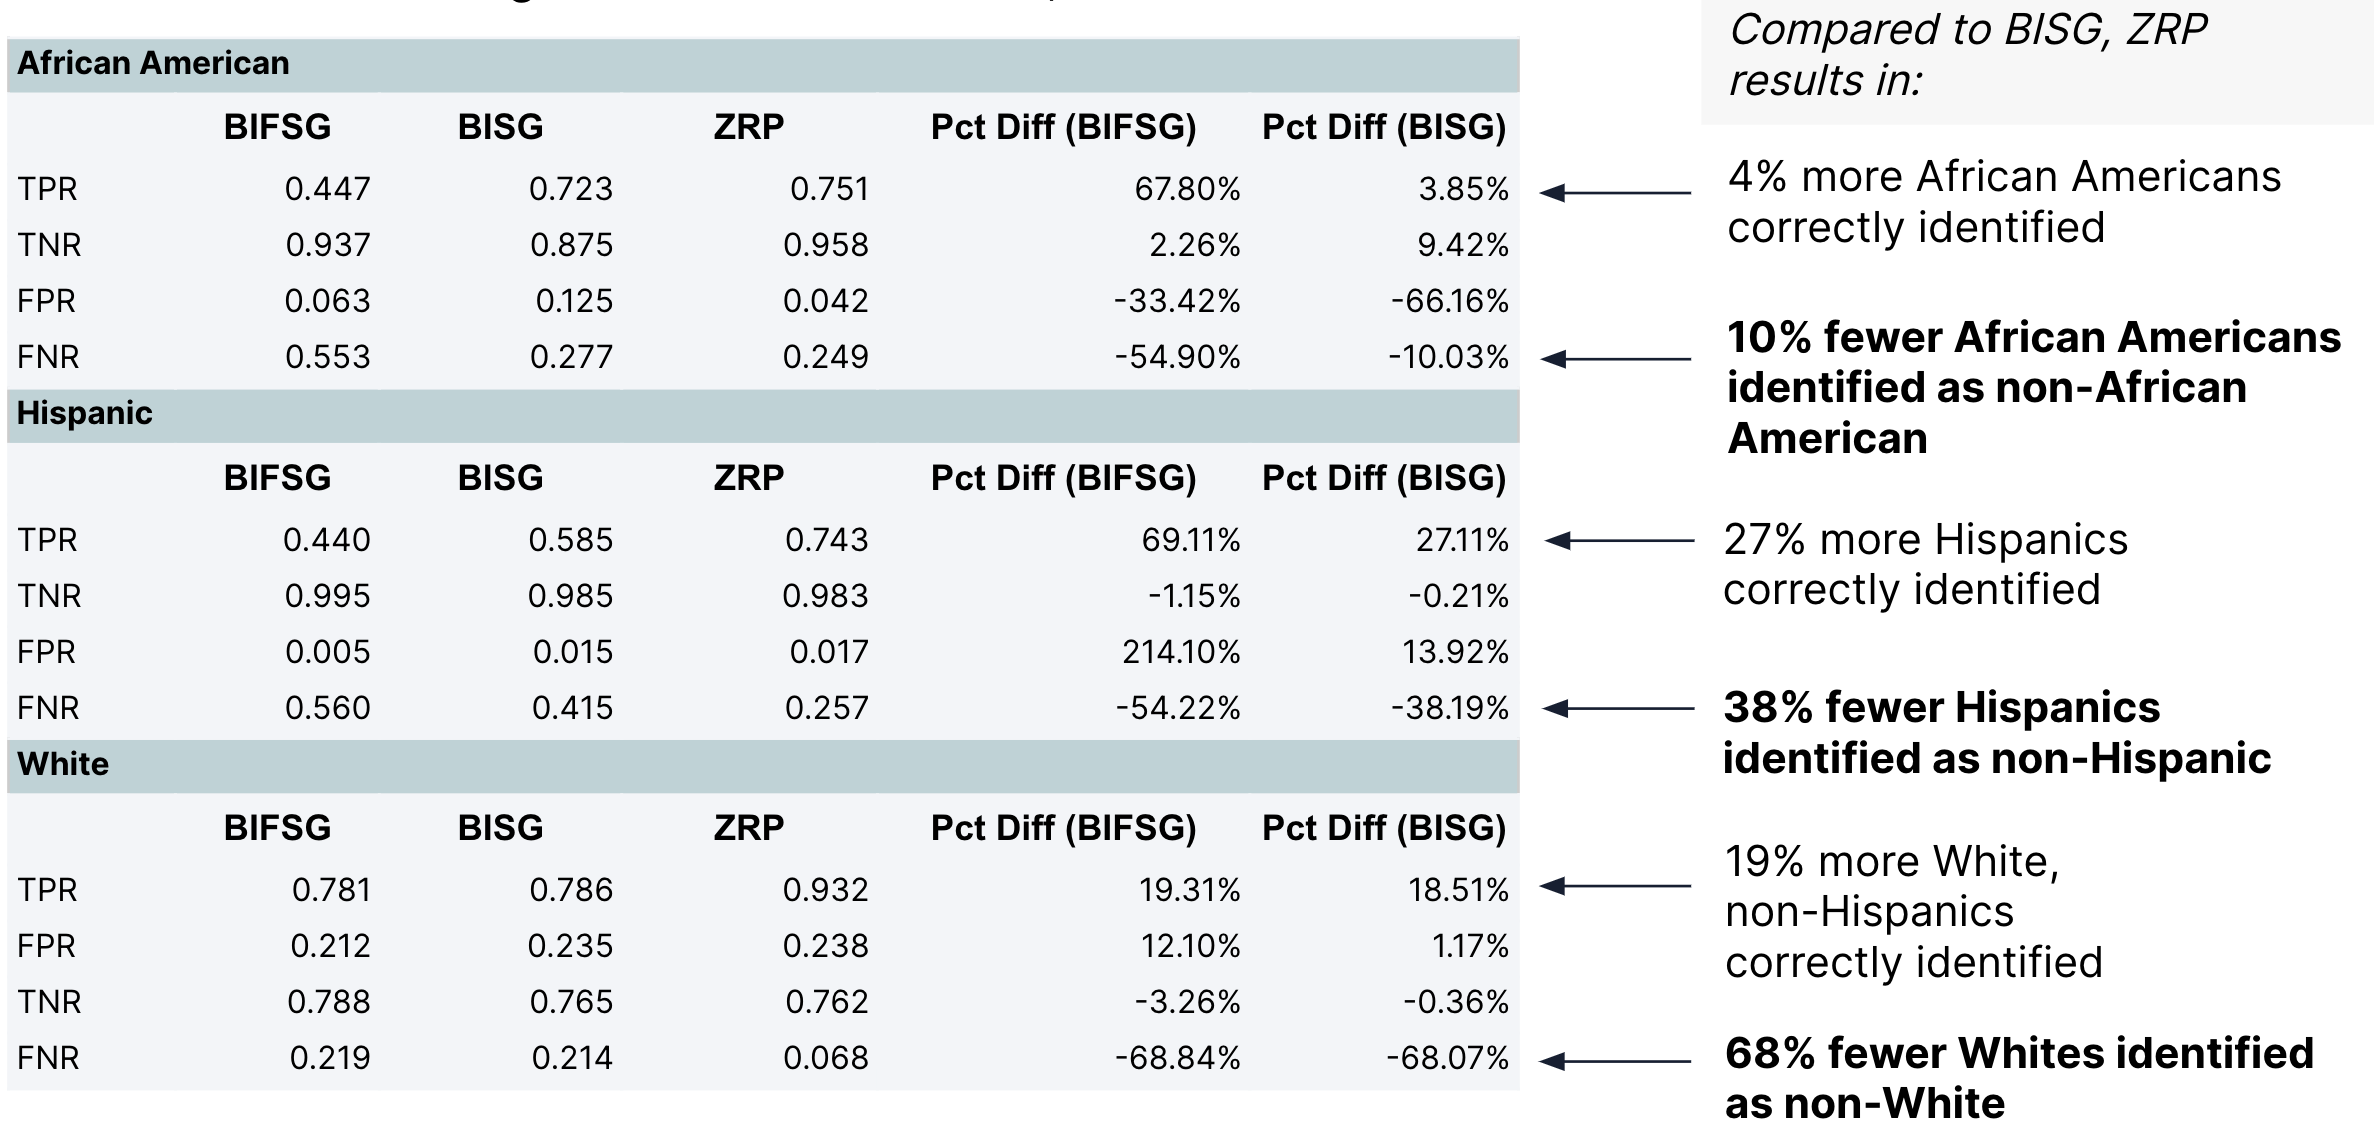 African American
BIFSG BISG ZRP Pct Diff (BIFSG) Pct Diff (BISG)
TPR 0.447 0.723 0.751 67.80% 3.85%
TNR 0.937 0.875 0.958 2.26% 9.42%
FPR 0.063 0.125 0.042 -33.42% -66.16%
FNR 0.553 0.277 0.249 -54.90% -10.03%
Hispanic
BIFSG BISG ZRP Pct Diff (BIFSG) Pct Diff (BISG)
TPR 0.440 0.585 0.743 69.11% 27.11%
TNR 0.995 0.985 0.983 -1.15% -0.21%
FPR 0.005 0.015 0.017 214.10% 13.92%
FNR 0.560 0.415 0.257 -54.22% -38.19%
White
BIFSG BISG ZRP Pct Diff (BIFSG) Pct Diff (BISG)
TPR 0.781 0.786 0.932 19.31% 18.51%
FPR 0.212 0.235 0.238 12.10% 1.17%
TNR 0.788 0.765 0.762 -3.26% -0.36%
FNR 0.219 0.214 0.068 -68.84% -68.07%
Compared to BISG, ZRP
results in:
4% more African Americans
correctly identified
10% fewer African Americans
identified as non-African
American
27% more Hispanics
correctly identified
38% fewer Hispanics
identified as non-Hispanic
19% more White,
non-Hispanics
correctly identified
68% fewer Whites identified
as non-White